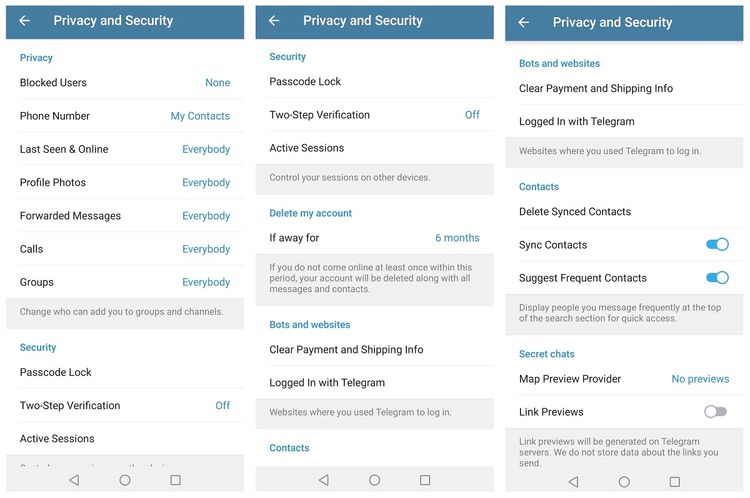 Privacy and Security
Privacy
Blocked Users None
Phone Number My Contacts
Last Seen & Online Everybody
Profile Photos Everybody
Forwarded Messages Everybody
Calls Everybody
Groups Everybody
Change who can add you to groups and channels.
Security
Passcode Lock
Two-Step Verification Off
Active Sessions
Privacy and Security
Security
Passcode Lock
Two-Step Verification Off
Active Sessions
Control your sessions on other devices.
Delete my account
If away for 6 months
If you do not come online at least once within this
period, your account will be deleted along with all
messages and contacts.
Bots and websites
Clear Payment and Shipping Info
Logged In with Telegram
Websites where you used Telegram to log in.
Contacts
Privacy and Security
Bots and websites
Clear Payment and Shipping Info
Logged In with Telegram
Websites where you used Telegram to log in.
Contacts
Delete Synced Contacts
Sync Contacts
Suggest Frequent Contacts
Display people you message frequently at the top
of the search section for quick access.
Secret chats
Map Preview Provider No previews
Link Previews
Link previews will be generated on Telegram
servers. We do not store data about the links you
send.